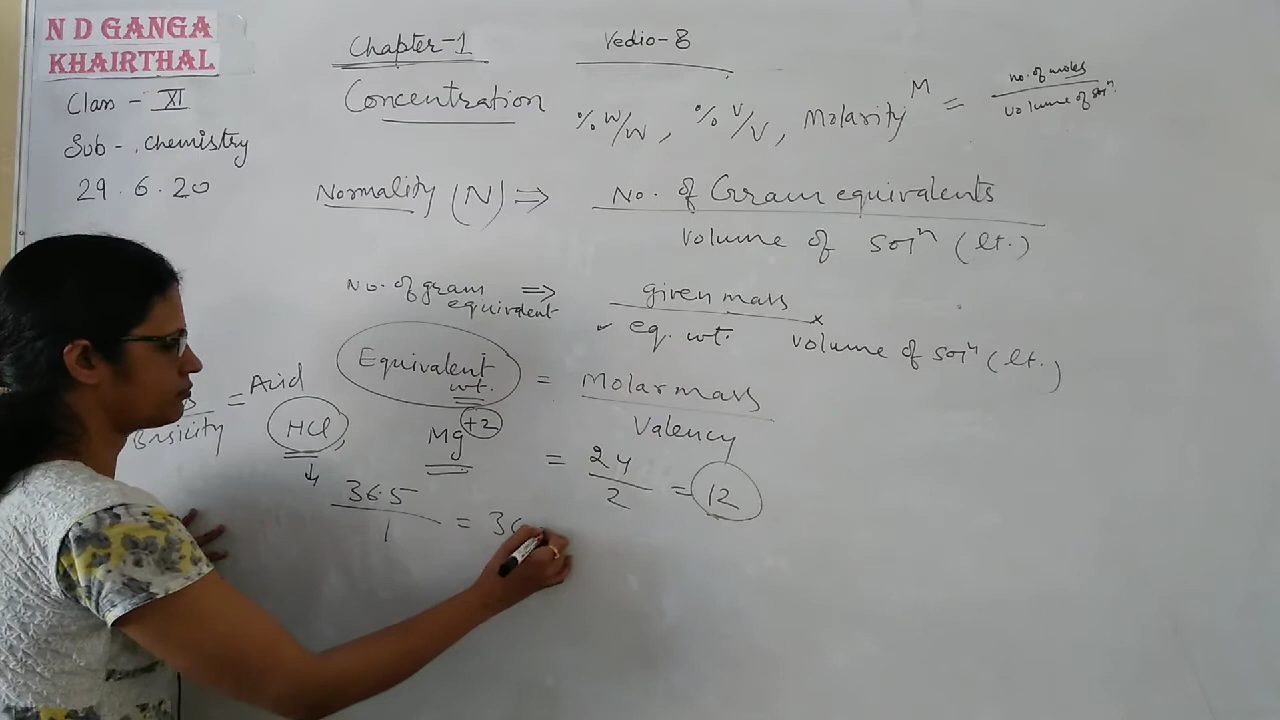 N D GANGA
KHAIRTHAL
Class - XI
Sub - Chemistry
29.6.20
Chapter-1
Vedio-8
Concentration
% W/W, % V/V, Molarity M = no. of moles / volume of solⁿ
Normality (N) ⇒ No. of Gram equivalents / Volume of solⁿ (lt.)
No. of gram equivalent ⇒ given mass / eq. wt. × volume of solⁿ (lt.)
Equivalent wt. = Molar mass / Valency
Basicity = Acid
HCl, Mg +2 = 24 / 2 = 12
↓
36.5 / 1 = 36